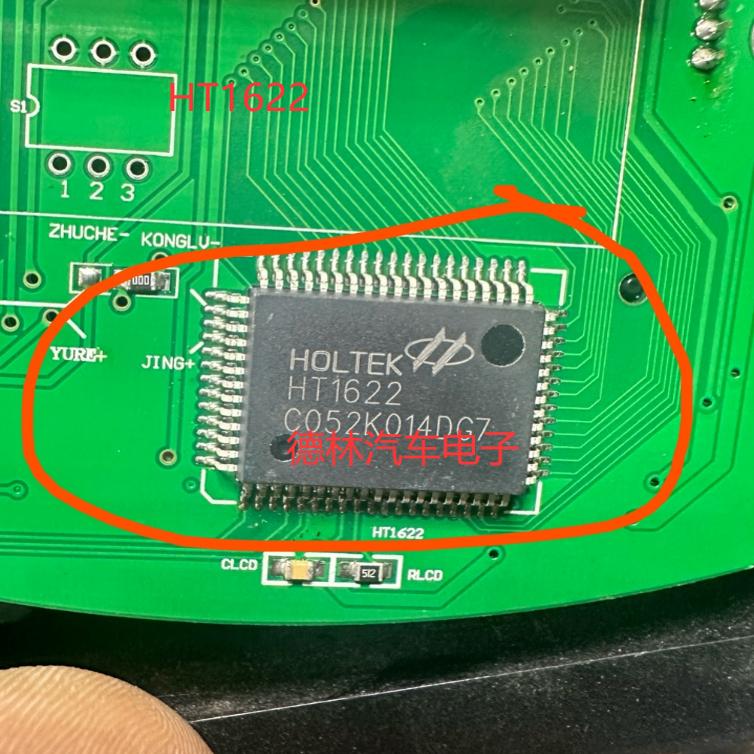 S1
HT1622
1 2 3
ZHUCHE- KONGLV-
000
YURE+
JING+
HOLTEK
HT1622
C052K014DG7
德林汽车电子
HT1622
CLCD
512
RLCD